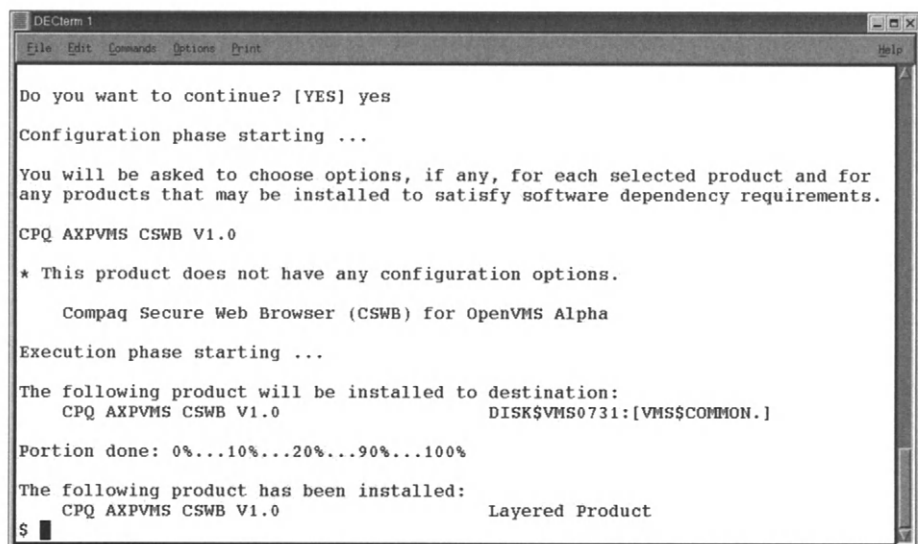 DECterm 1
File Edit Commands Options Print Help
Do you want to continue? [YES] yes
Configuration phase starting ...
You will be asked to choose options, if any, for each selected product and for
any products that may be installed to satisfy software dependency requirements.
CPQ AXPVMS CSWB V1.0
* This product does not have any configuration options.
Compaq Secure Web Browser (CSWB) for OpenVMS Alpha
Execution phase starting ...
The following product will be installed to destination:
CPQ AXPVMS CSWB V1.0 DISK$VMS0731:[VMS$COMMON.]
Portion done: 0%...10%...20%...90%...100%
The following product has been installed:
CPQ AXPVMS CSWB V1.0 Layered Product
$